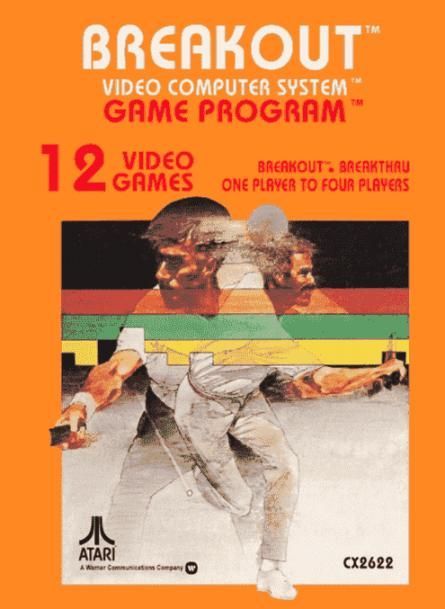 BREAKOUT™
VIDEO COMPUTER SYSTEM™
GAME PROGRAM™
12 VIDEO GAMES
BREAKOUT™. BREAKTHRU
ONE PLAYER TO FOUR PLAYERS
ATARI
A Warner Communications Company
CX2622